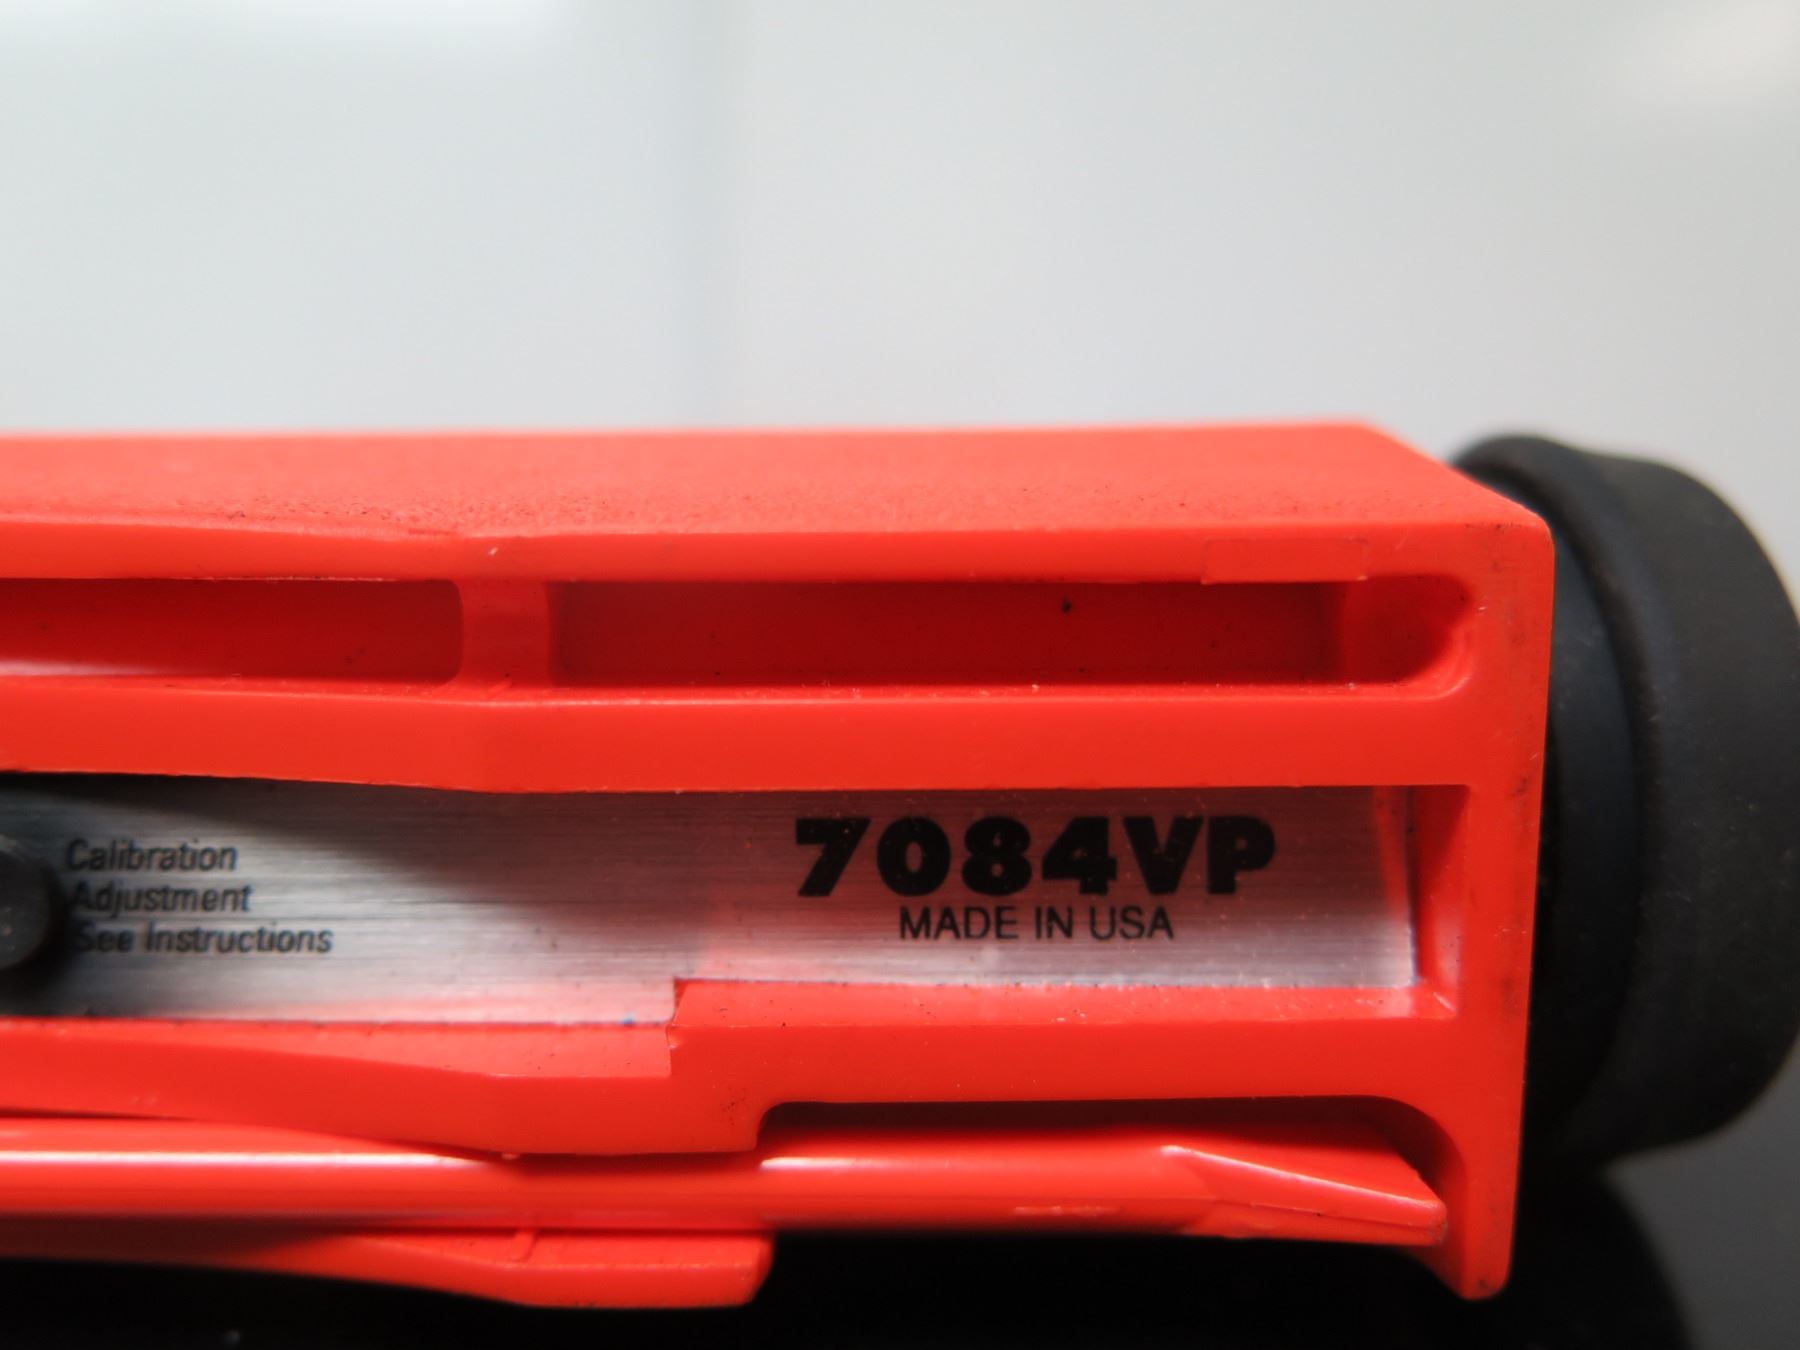 Calibration
Adjustment
See Instructions
7084VP
MADE IN USA